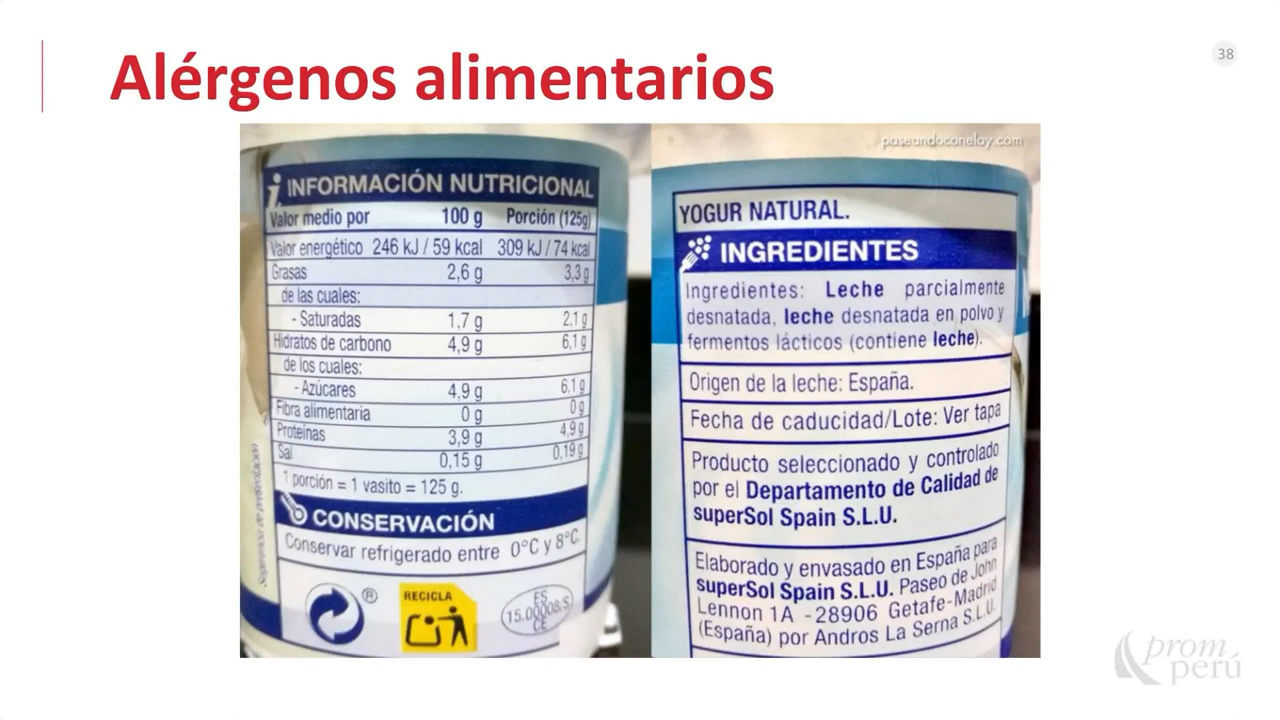 Alérgenos alimentarios
38
INFORMACIÓN NUTRICIONAL
Valor medio por 100 g Porción (125g)
Valor energético 246 kJ / 59 kcal 309 kJ / 74 kcal
Grasas 2,6 g 3,3 g
de las cuales:
- Saturadas 1,7 g 2,1 g
Hidratos de carbono 4,9 g 6,1 g
de los cuales:
- Azúcares 4,9 g 6,1 g
Fibra alimentaria 0 g 0 g
Proteínas 3,9 g 4,9 g
Sal 0,15 g 0,19 g
1 porción = 1 vasito = 125 g.
CONSERVACIÓN
Conservar refrigerado entre 0°C y 8°C.
Sugerencia de presentación
®
RECICLA
ES
15.00008/S
CE
paseandoconeloy.com
YOGUR NATURAL.
INGREDIENTES
Ingredientes: Leche parcialmente
desnatada, leche desnatada en polvo y
fermentos lácticos (contiene leche).
Origen de la leche: España.
Fecha de caducidad/Lote: Ver tapa
Producto seleccionado y controlado
por el Departamento de Calidad de
superSol Spain S.L.U.
Elaborado y envasado en España para
superSol Spain S.L.U. Paseo de John
Lennon 1A - 28906 Getafe-Madrid
(España) por Andros La Serna S.L.U.
prom
perú